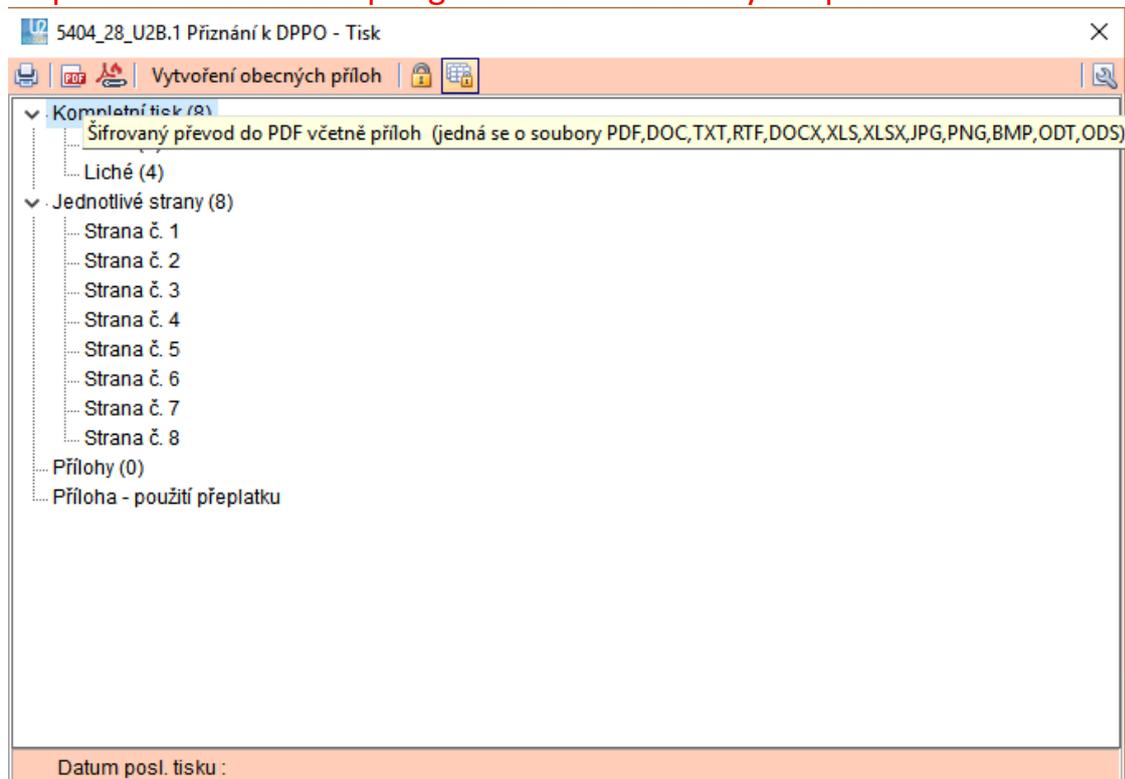 5404_28_U2B.1 Přiznání k DPPO - Tisk
Vytvoření obecných příloh
Kompletní tisk (8)
Šifrovaný převod do PDF včetně příloh (jedná se o soubory PDF,DOC,TXT,RTF,DOCX,XLS,XLSX,JPG,PNG,BMP,ODT,ODS)
Liché (4)
Jednotlivé strany (8)
Strana č. 1
Strana č. 2
Strana č. 3
Strana č. 4
Strana č. 5
Strana č. 6
Strana č. 7
Strana č. 8
Přílohy (0)
Příloha - použití přeplatku
Datum posl. tisku :